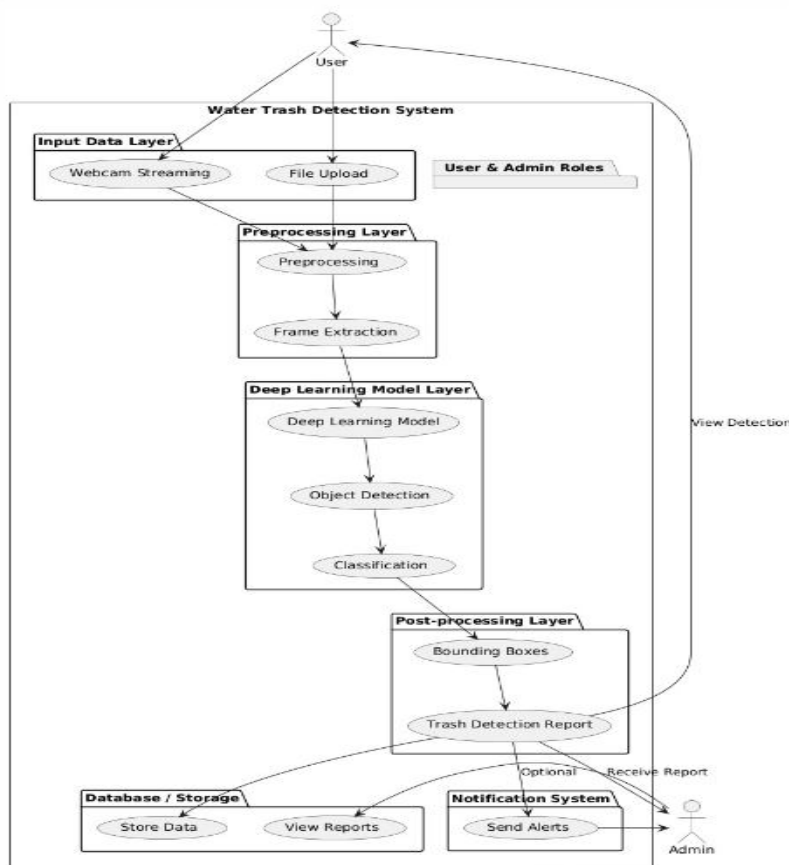 User
Water Trash Detection System
Input Data Layer
Webcam Streaming
File Upload
User & Admin Roles
Preprocessing Layer
Preprocessing
Frame Extraction
Deep Learning Model Layer
Deep Learning Model
View Detection
Object Detection
Classification
Post-processing Layer
Bounding Boxes
Trash Detection Report
Optional
Receive Report
Database / Storage
Notification System
Store Data
View Reports
Send Alerts
Admin